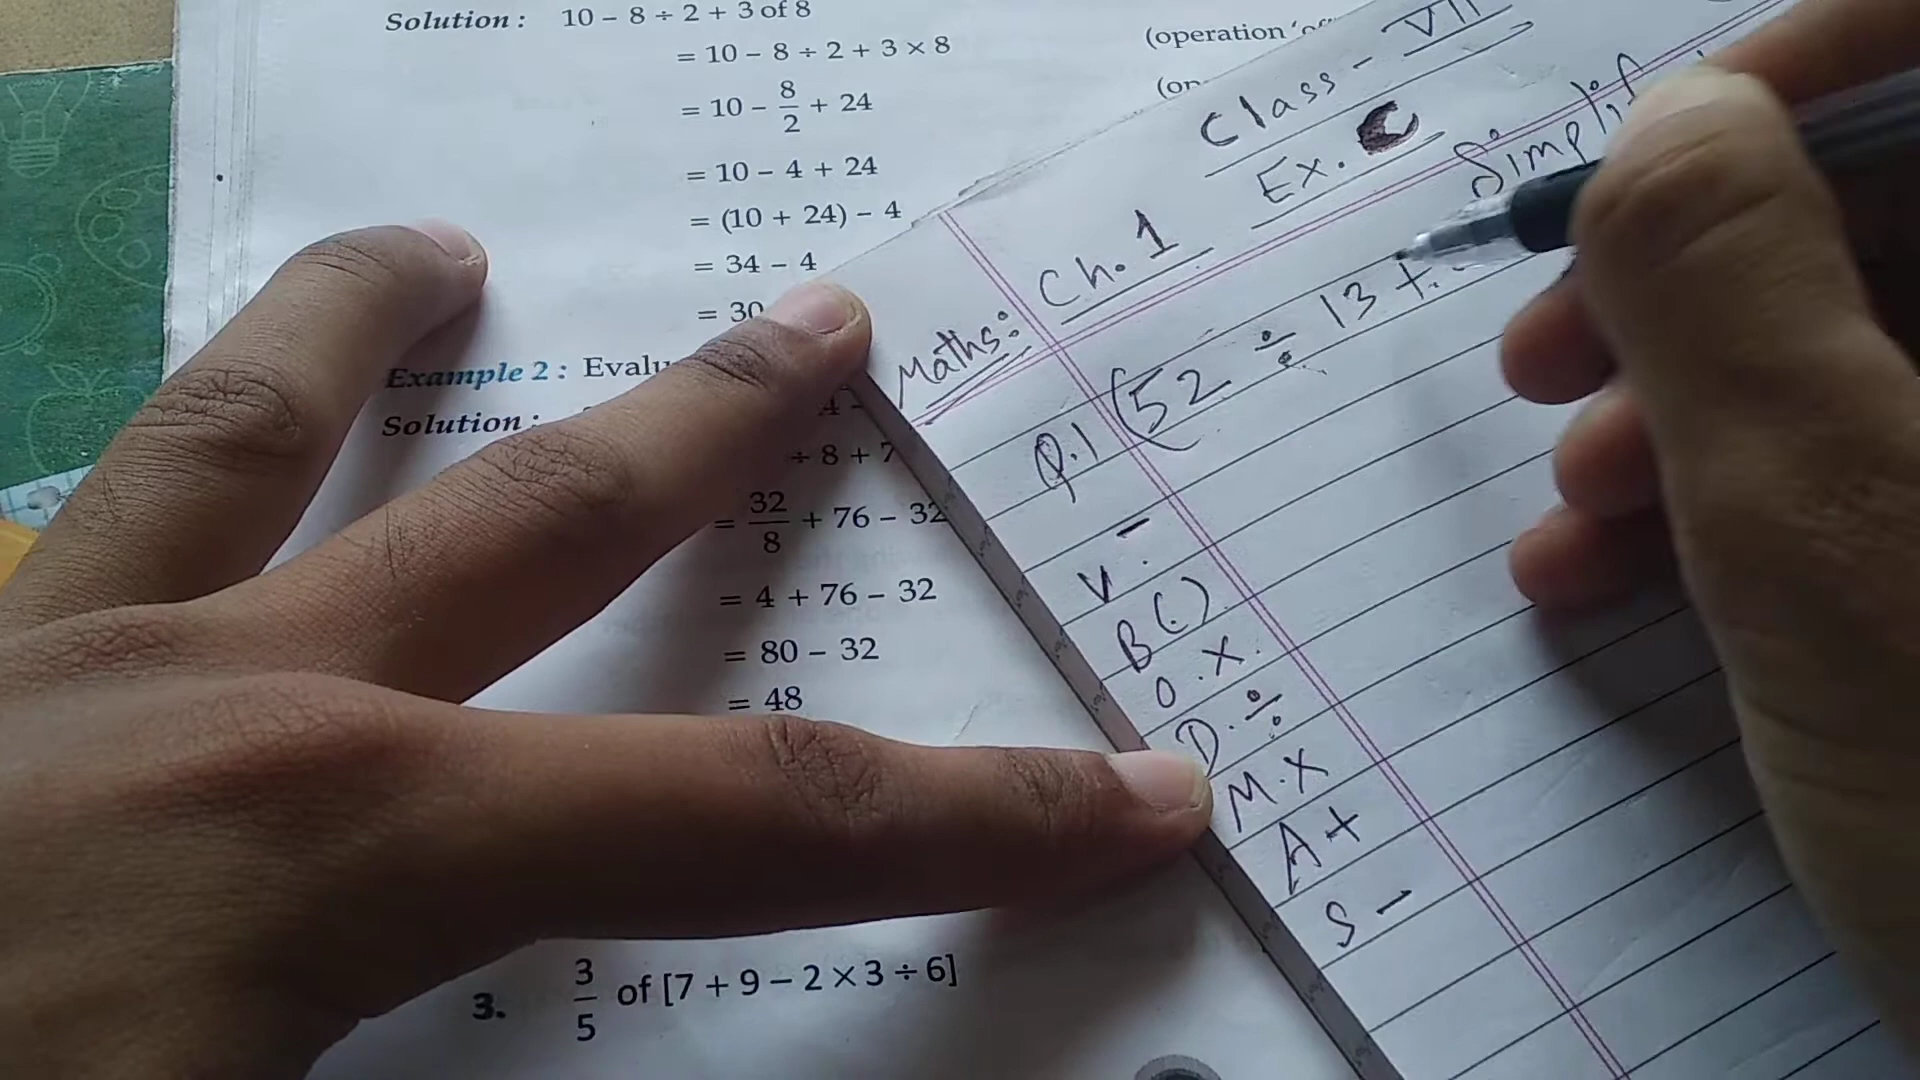 Solution : 10 – 8 ÷ 2 + 3 of 8
= 10 – 8 ÷ 2 + 3 × 8
(operation
= 10 – 8/2 + 24
= 10 – 4 + 24
= (10 + 24) – 4
= 34 – 4
= 30
Example 2 :
Solution :
4 –
÷ 8 + 7
= 32/8 + 76 – 32
= 4 + 76 – 32
= 80 – 32
= 48
3. 3/5 of [7 + 9 – 2 × 3 ÷ 6]
Class - VII
Maths: Ch. 1 Ex. C
Q.1 (52 ÷ 13 +
V. –
B ( )
O. ×
D. ÷
M. ×
A +
S –